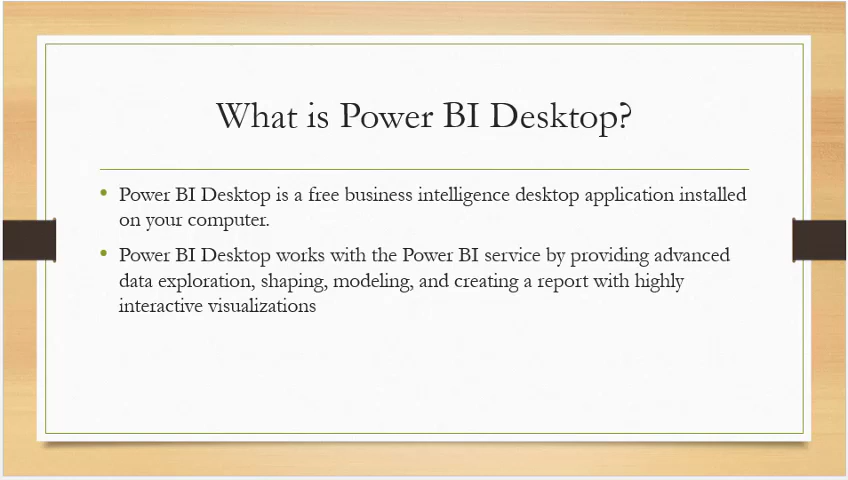 What is Power BI Desktop?
• Power BI Desktop is a free business intelligence desktop application installed
on your computer.
• Power BI Desktop works with the Power BI service by providing advanced
data exploration, shaping, modeling, and creating a report with highly
interactive visualizations